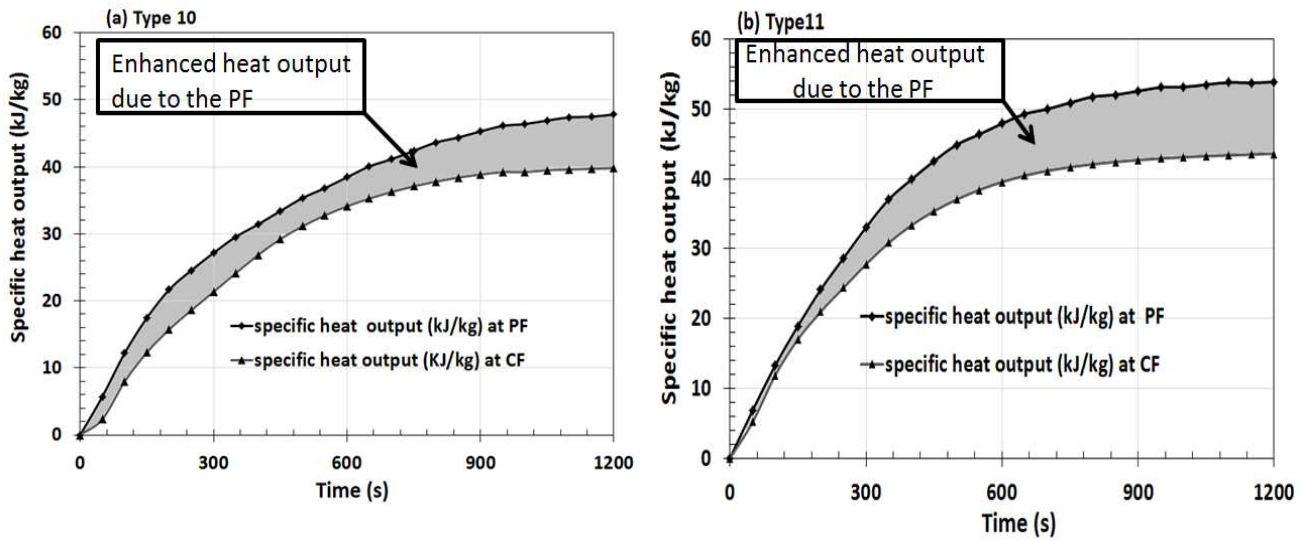 (a) Type 10
60
50
40
30
20
10
0
Specific heat output (kJ/kg)
Enhanced heat output
due to the PF
specific heat output (kJ/kg) at PF
specific heat output (KJ/kg) at CF
0 300 600 900 1200
Time (s)
(b) Type11
60
50
40
30
20
10
0
Specific heat output (kJ/kg)
Enhanced heat output
due to the PF
specific heat output (kJ/kg) at PF
specific heat output (kJ/kg) at CF
0 300 600 900 1200
Time (s)